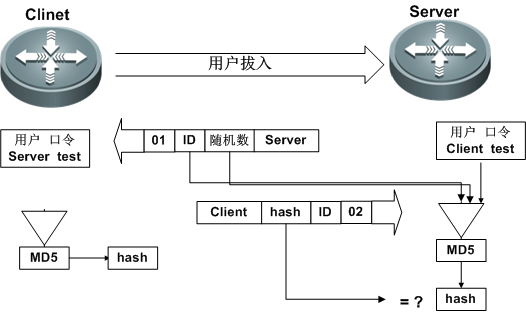 Clinet
Server
用户拔入
用户 口令
Server test
01 ID 随机数 Server
用户 口令
Client test
Client hash ID 02
MD5
hash
MD5
= ?
hash